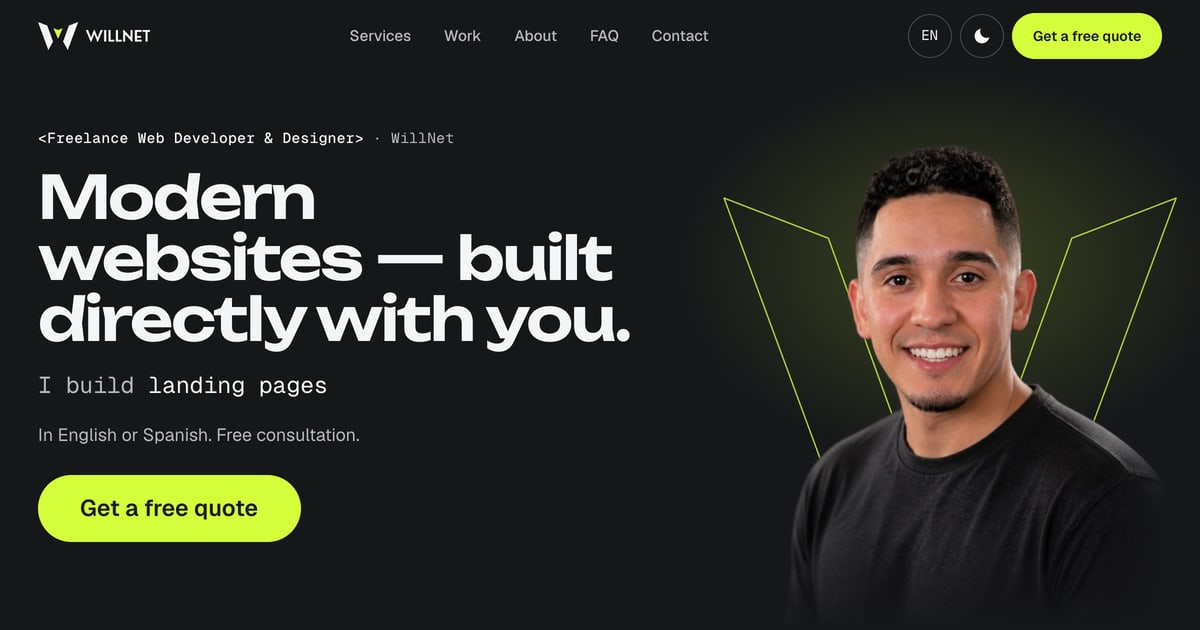 WILLNET
Services
Work
About
FAQ
Contact
EN
Get a free quote
<Freelance Web Developer & Designer> · WillNet
Modern
websites — built
directly with you.
I build landing pages
In English or Spanish. Free consultation.
Get a free quote